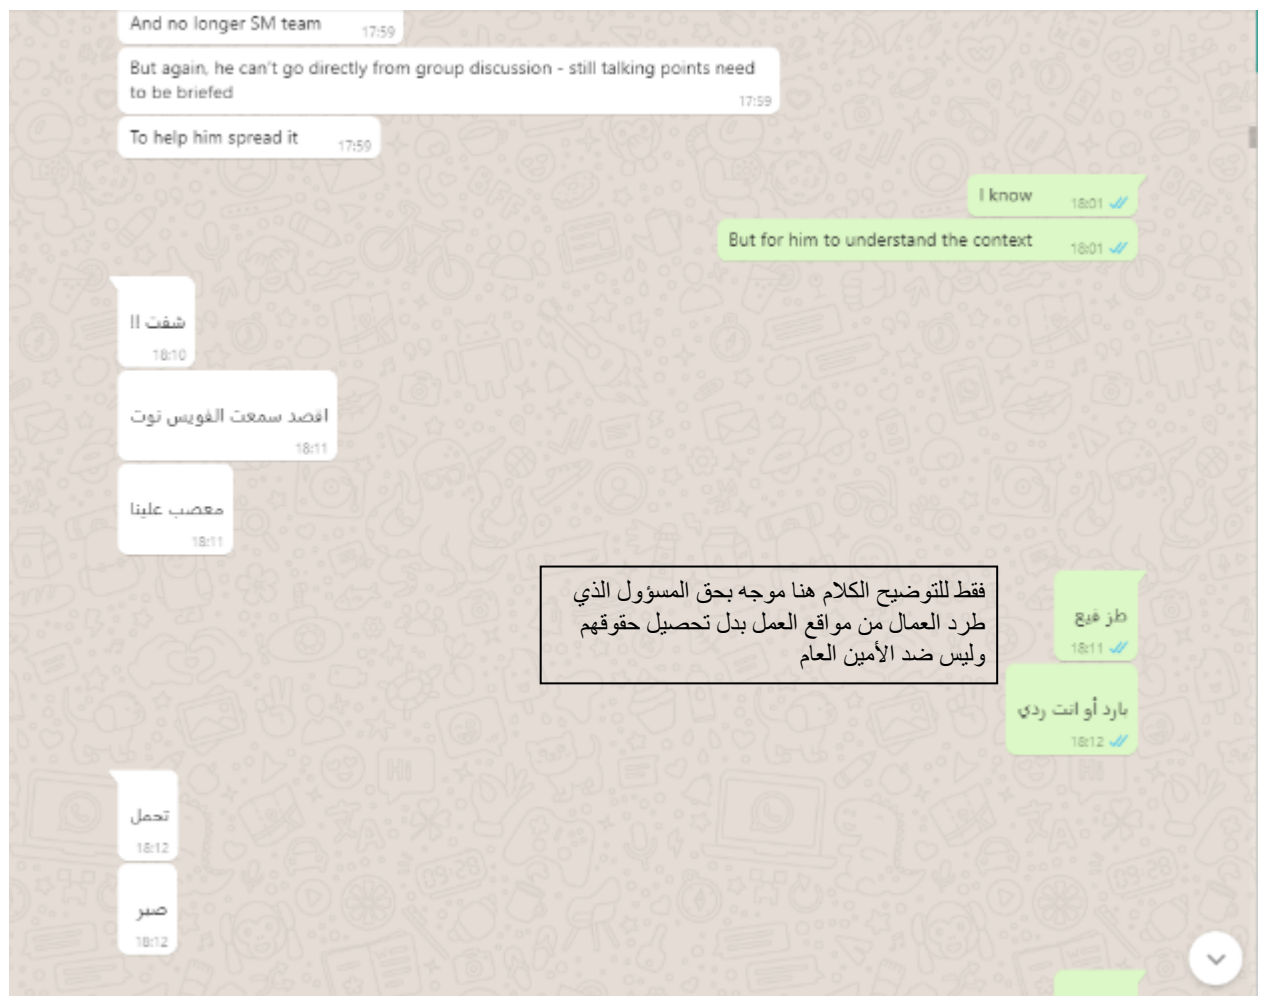 And no longer SM team
17:59
But again, he can't go directly from group discussion - still talking points need
to be briefed
17:59
To help him spread it
17:59
I know
18:01
But for him to understand the context
18:01
شفت !!
18:10
اقصد سمعت الفويس نوت
18:11
معصب علينا
18:11
فقط للتوضيح الكلام هنا موجه بحق المسؤول الذي
طرد العمال من مواقع العمل بدل تحصيل حقوقهم
وليس ضد الأمين العام
طز فيع
18:11
بارد أو انت ردي
18:12
تحمل
18:12
صبر
18:12